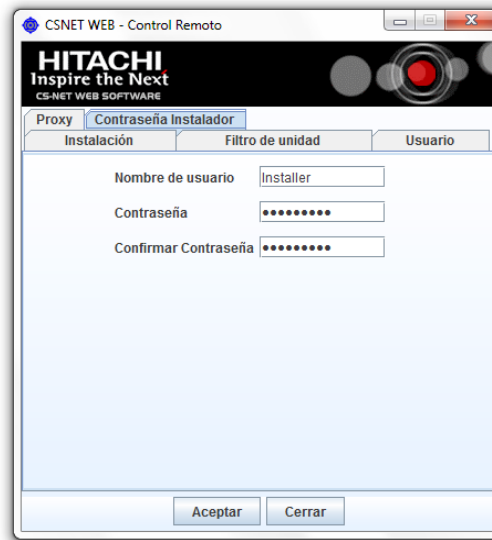 CSNET WEB - Control Remoto
HITACHI
Inspire the Next
CS-NET WEB SOFTWARE
Proxy Contraseña Instalador
Instalación Filtro de unidad Usuario
Nombre de usuario Installer
Contraseña •••••••••
Confirmar Contraseña •••••••••
Aceptar Cerrar